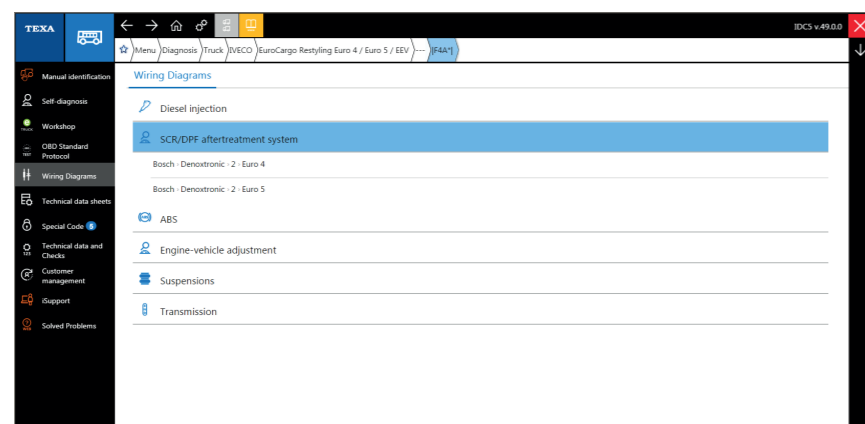 TEXA
IDC5 v.49.0.0
Menu Diagnosis Truck IVECO EuroCargo Restyling Euro 4 / Euro 5 / EEV --- [F4A*]
Manual identification
Self-diagnosis
Workshop
OBD Standard
Protocol
Wiring Diagrams
Technical data sheets
Special Code 5
Technical data and
Checks
Customer
management
iSupport
Solved Problems
Wiring Diagrams
Diesel injection
SCR/DPF aftertreatment system
Bosch - Denoxtronic - 2 - Euro 4
Bosch - Denoxtronic - 2 - Euro 5
ABS
Engine-vehicle adjustment
Suspensions
Transmission